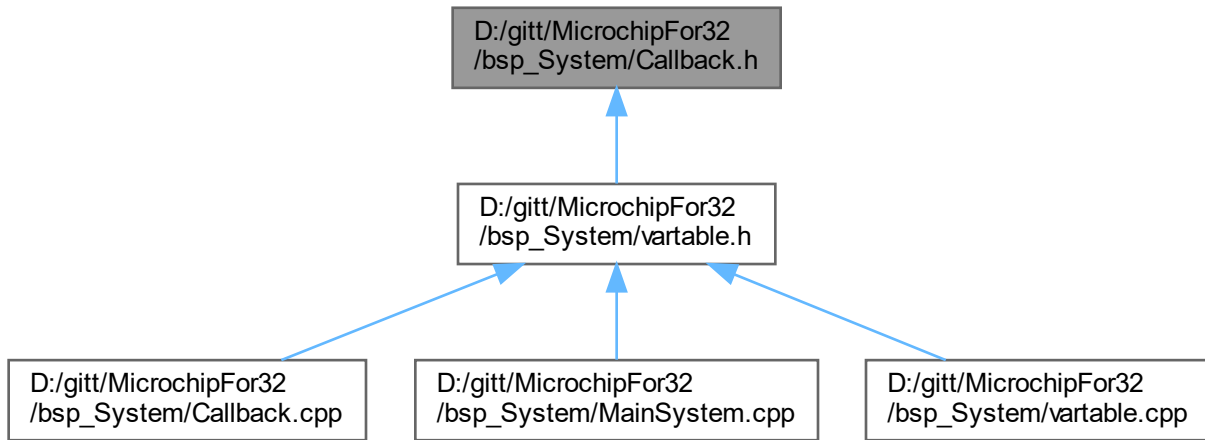 D:/gitt/MicrochipFor32
/bsp_System/Callback.h
D:/gitt/MicrochipFor32
/bsp_System/vartable.h
D:/gitt/MicrochipFor32
/bsp_System/Callback.cpp
D:/gitt/MicrochipFor32
/bsp_System/MainSystem.cpp
D:/gitt/MicrochipFor32
/bsp_System/vartable.cpp